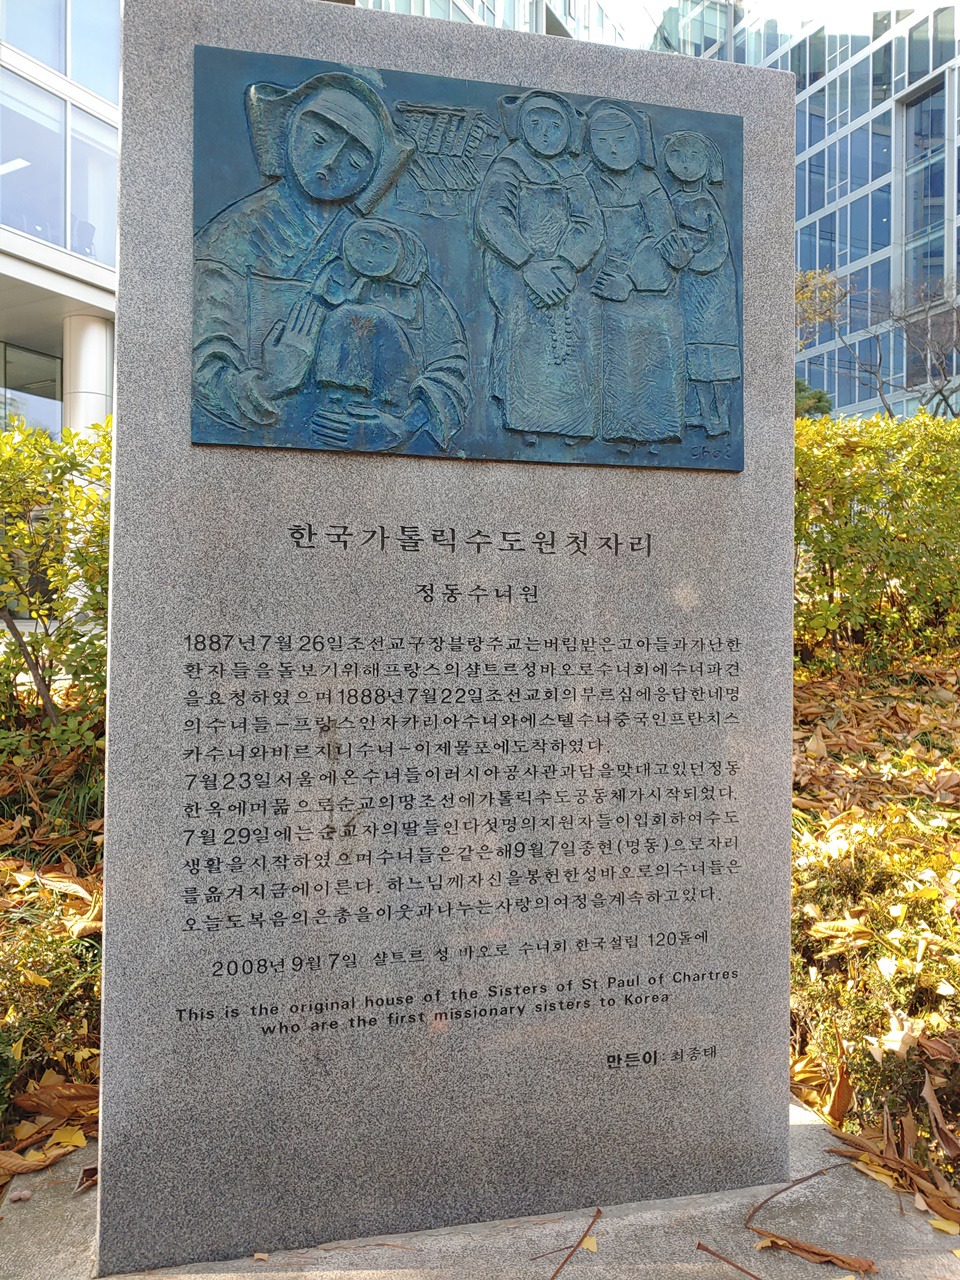 Choi
한국가톨릭수도원첫자리
정동수녀원
1887년7월26일조선교구장블랑주교는버림받은고아들과가난한
환자들을돌보기위해프랑스의샬트르성바오로수녀회에수녀파견
을요청하였으며1888년7월22일조선교회의부르심에응답한네명
의수녀들-프랑스인자카리아수녀와에스텔수녀중국인프란치스
카수녀와비르지니수녀-이제물포에도착하였다.
7월23일서울에온수녀들이러시아공사관과담을맞대고있던정동
한옥에머묾으로순교의땅조선에가톨릭수도공동체가시작되었다.
7월29일에는순교자의딸들인다섯명의지원자들이입회하여수도
생활을시작하였으며수녀들은같은해9월7일종현(명동)으로자리
를옮겨지금에이른다. 하느님께자신을봉헌한성바오로의수녀들은
오늘도복음의은총을이웃과나누는사랑의여정을계속하고있다.
2008년9월7일 샬트르 성 바오로 수녀회 한국설립 120돌에
This is the original house of the Sisters of St Paul of Chartres
who are the first missionary sisters to Korea
만든이: 최종태